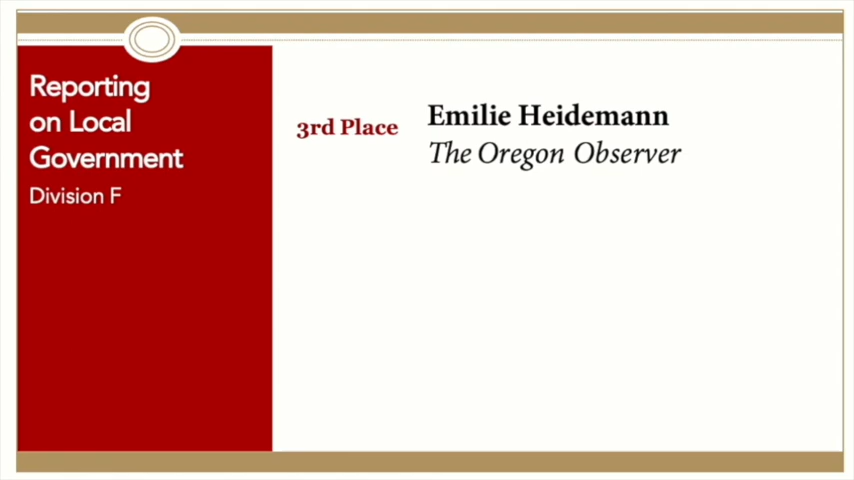 Reporting
on Local
Government
Division F
3rd Place
Emilie Heidemann
The Oregon Observer